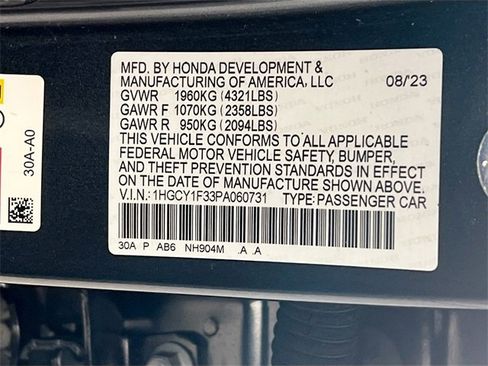 MFD. BY HONDA DEVELOPMENT &
MANUFACTURING OF AMERICA, LLC 08/23
GVWR 1960KG (4321LBS)
GAWR F 1070KG (2358LBS)
GAWR R 950KG (2094LBS)
THIS VEHICLE CONFORMS TO ALL APPLICABLE
FEDERAL MOTOR VEHICLE SAFETY, BUMPER,
AND THEFT PREVENTION STANDARDS IN EFFECT
ON THE DATE OF MANUFACTURE SHOWN ABOVE.
V.I.N.: 1HGCY1F33PA060731 TYPE: PASSENGER CAR
30A P AB6 NH904M .A .A
30A-A0